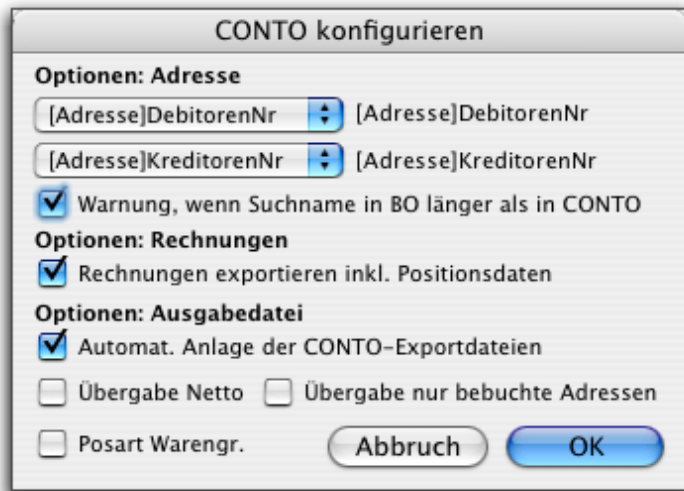 CONTO konfigurieren
Optionen: Adresse
[Adresse]DebitorenNr [Adresse]DebitorenNr
[Adresse]KreditorenNr [Adresse]KreditorenNr
Warnung, wenn Suchname in BO länger als in CONTO
Optionen: Rechnungen
Rechnungen exportieren inkl. Positionsdaten
Optionen: Ausgabedatei
Automat. Anlage der CONTO-Exportdateien
Übergabe Netto Übergabe nur bebuchte Adressen
Posart Warengr. Abbruch OK